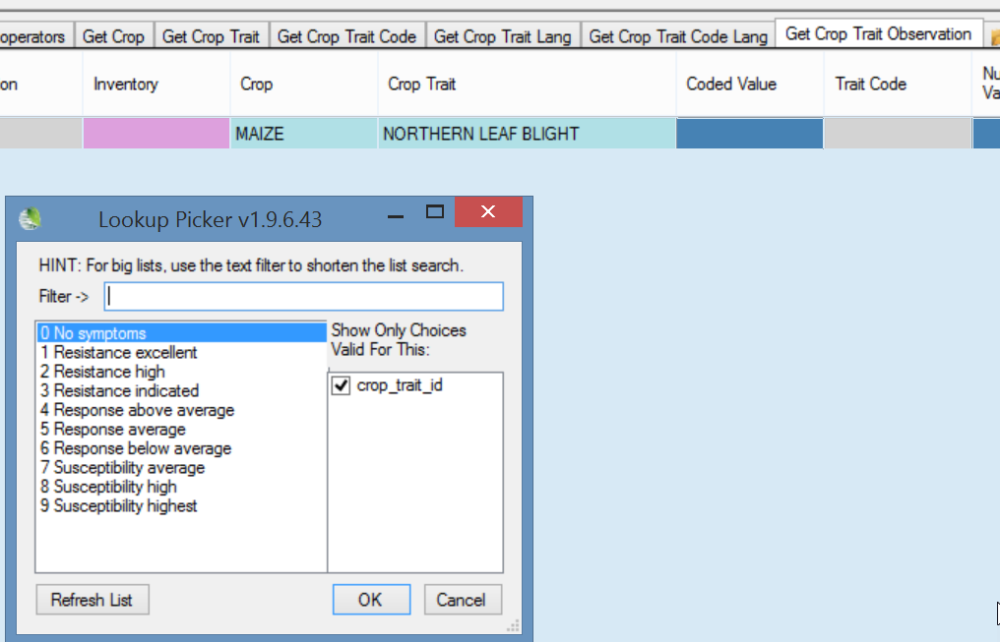 operators Get Crop Get Crop Trait Get Crop Trait Code Get Crop Trait Lang Get Crop Trait Code Lang Get Crop Trait Observation
on Inventory Crop Crop Trait Coded Value Trait Code Nu
Va
MAIZE NORTHERN LEAF BLIGHT
Lookup Picker v1.9.6.43
HINT: For big lists, use the text filter to shorten the list search.
Filter ->
0 No symptoms
1 Resistance excellent
2 Resistance high
3 Resistance indicated
4 Response above average
5 Response average
6 Response below average
7 Susceptibility average
8 Susceptibility high
9 Susceptibility highest
Show Only Choices
Valid For This:
crop_trait_id
Refresh List OK Cancel